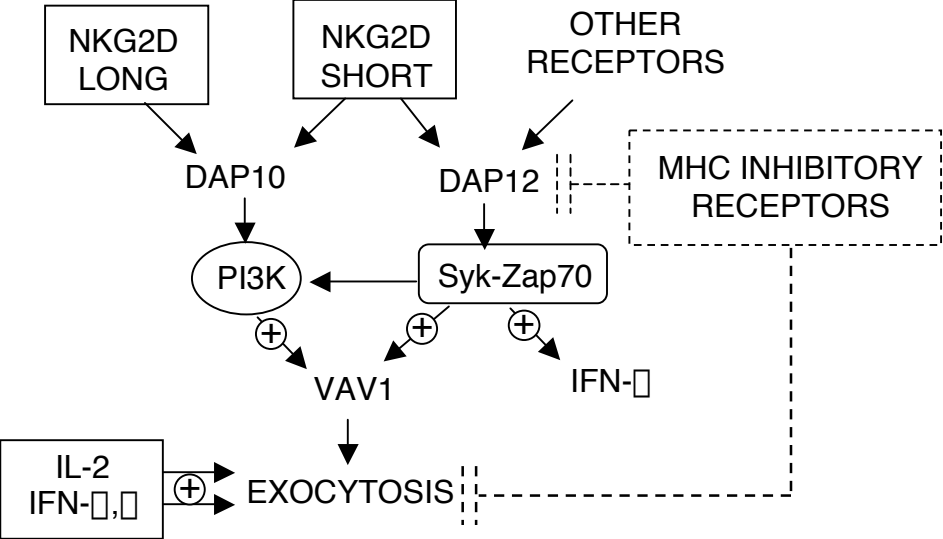 NKG2D
LONG
NKG2D
SHORT
OTHER
RECEPTORS
DAP10
DAP12
MHC INHIBITORY
RECEPTORS
PI3K
Syk-Zap70
+
+
+
VAV1
IFN-▯
IL-2
IFN-▯,▯
+
EXOCYTOSIS